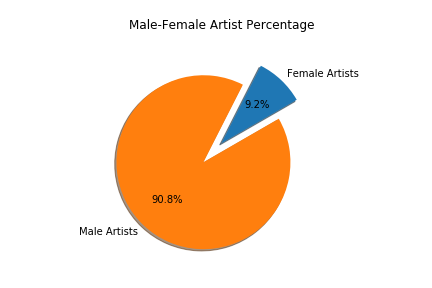 Male-Female Artist Percentage
Female Artists
9.2%
90.8%
Male Artists